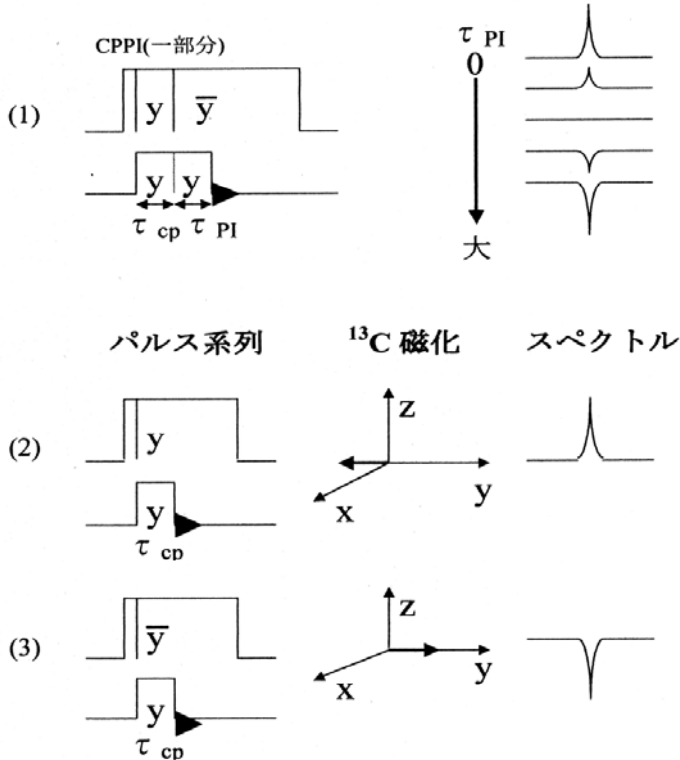 CPPI(一部分)
(1)
y ȳ
y y
τ cp τ PI
τ PI
0
大
パルス系列 ¹³C 磁化 スペクトル
(2)
y
y
τ cp
z
y
x
(3)
ȳ
y
τ cp
z
y
x